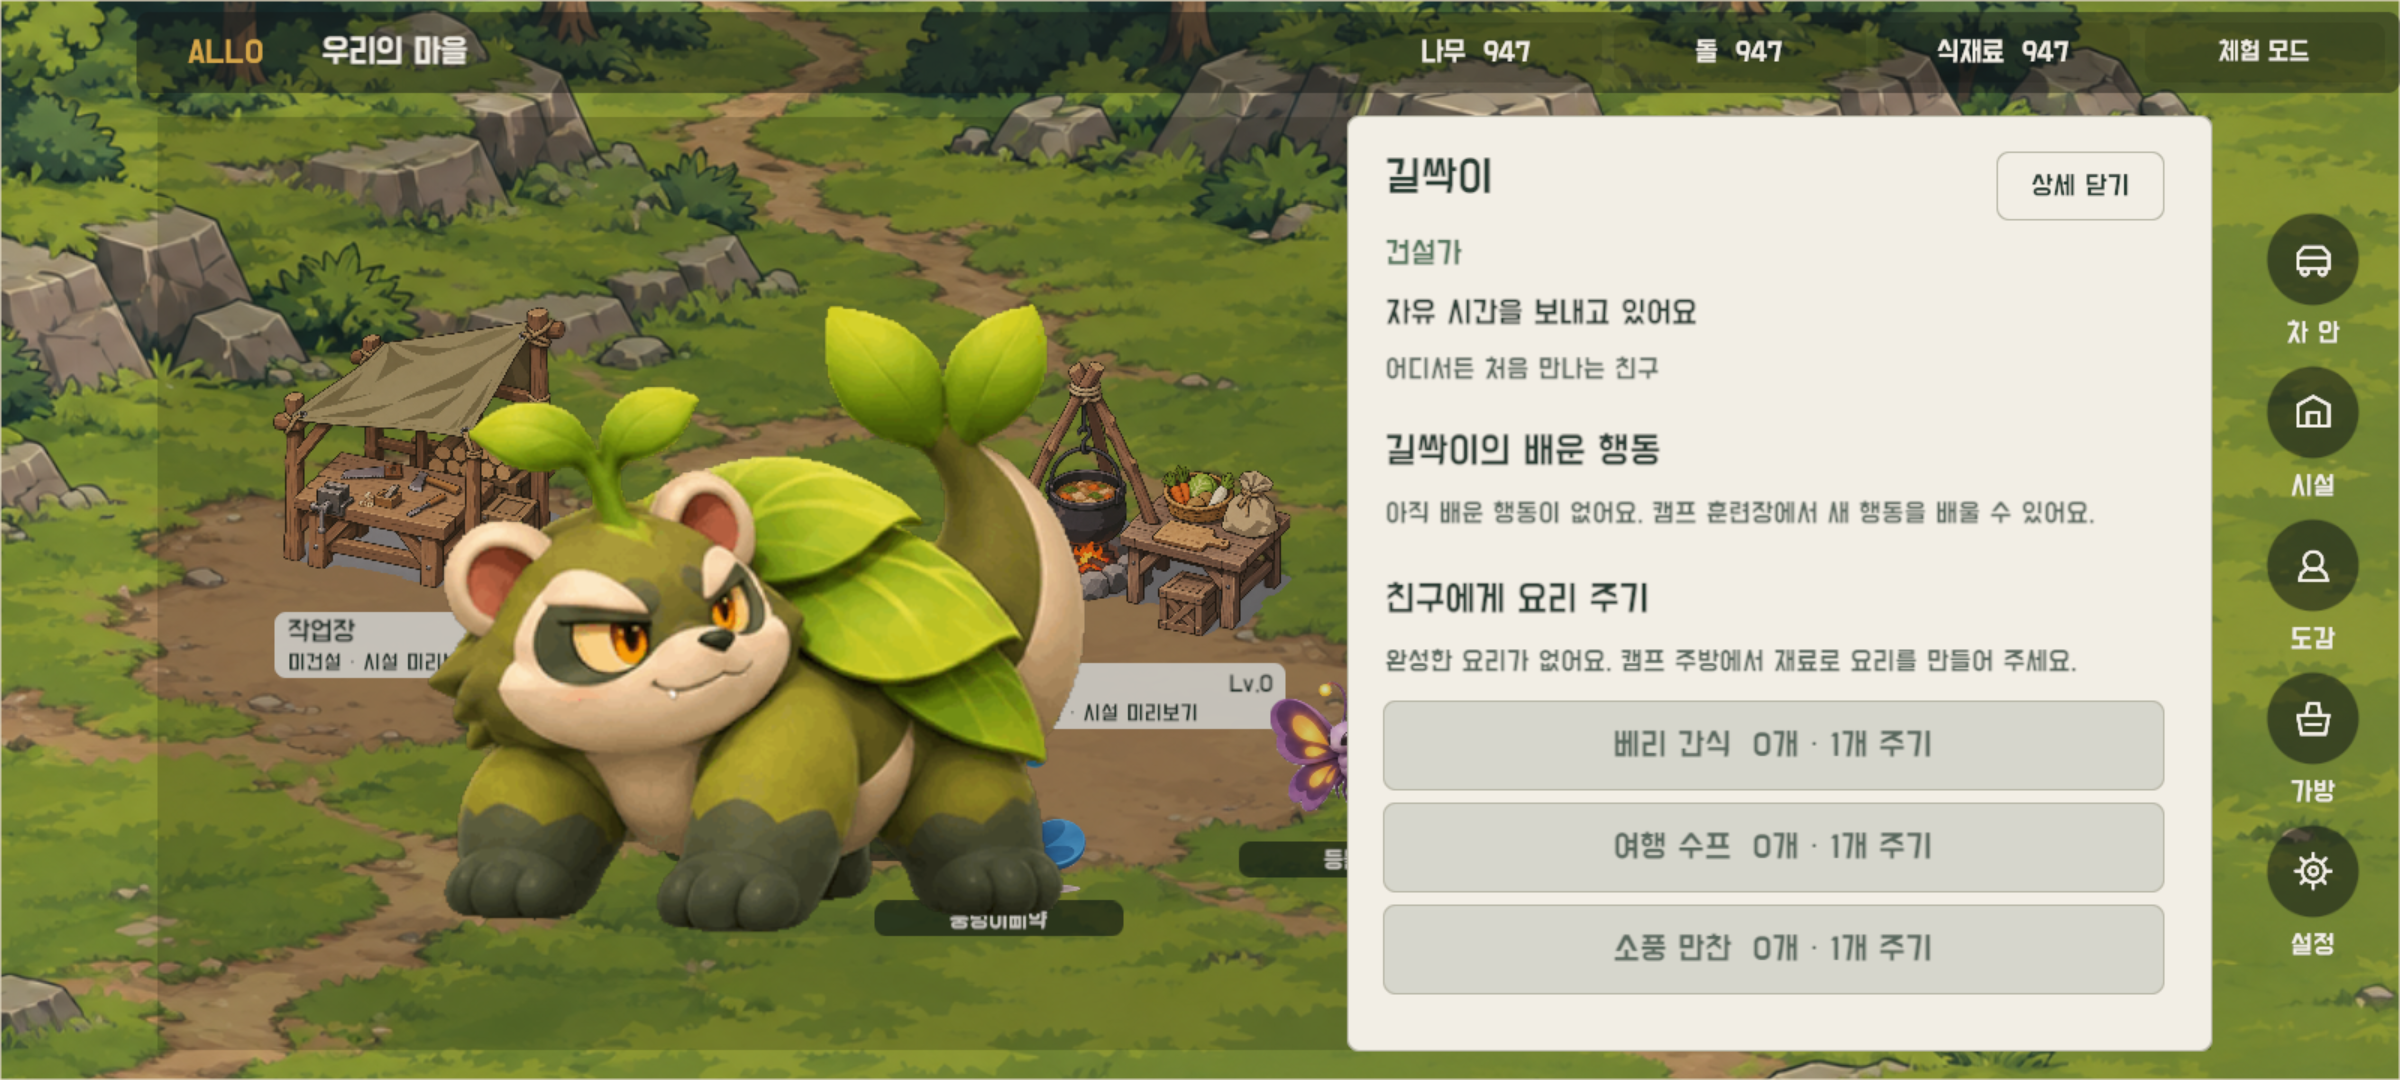 ALLO 우리의 마을
나무 947 돌 947 식재료 947 체험 모드
길싹이
상세 닫기
건설가
자유 시간을 보내고 있어요
어디서든 처음 만나는 친구
길싹이의 배운 행동
아직 배운 행동이 없어요. 캠프 훈련장에서 새 행동을 배울 수 있어요.
친구에게 요리 주기
완성한 요리가 없어요. 캠프 주방에서 재료로 요리를 만들어 주세요.
베리 간식 0개 · 1개 주기
여행 수프 0개 · 1개 주기
소풍 만찬 0개 · 1개 주기
작업장
미건설 · 시설
Lv.0
· 시설 미리보기
차 안
시설
도감
가방
설정